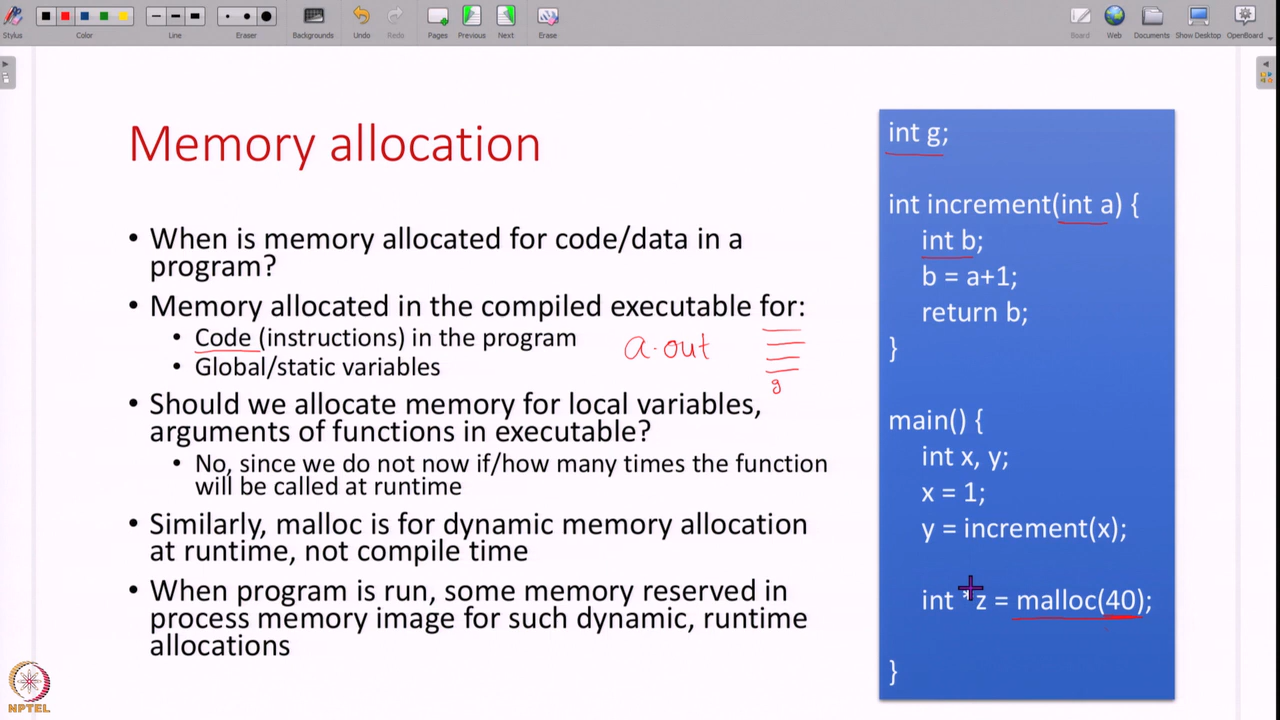 Stylus
Color
Line
Eraser
Backgrounds
Undo
Redo
Pages
Previous
Next
Erase
Board
Web
Documents
Show Desktop
OpenBoard
Memory allocation
• When is memory allocated for code/data in a
program?
• Memory allocated in the compiled executable for:
• Code (instructions) in the program
• Global/static variables
a.out
g
• Should we allocate memory for local variables,
arguments of functions in executable?
• No, since we do not now if/how many times the function
will be called at runtime
• Similarly, malloc is for dynamic memory allocation
at runtime, not compile time
• When program is run, some memory reserved in
process memory image for such dynamic, runtime
allocations
int g;
int increment(int a) {
int b;
b = a+1;
return b;
}
main() {
int x, y;
x = 1;
y = increment(x);
int *z = malloc(40);
}
NPTEL